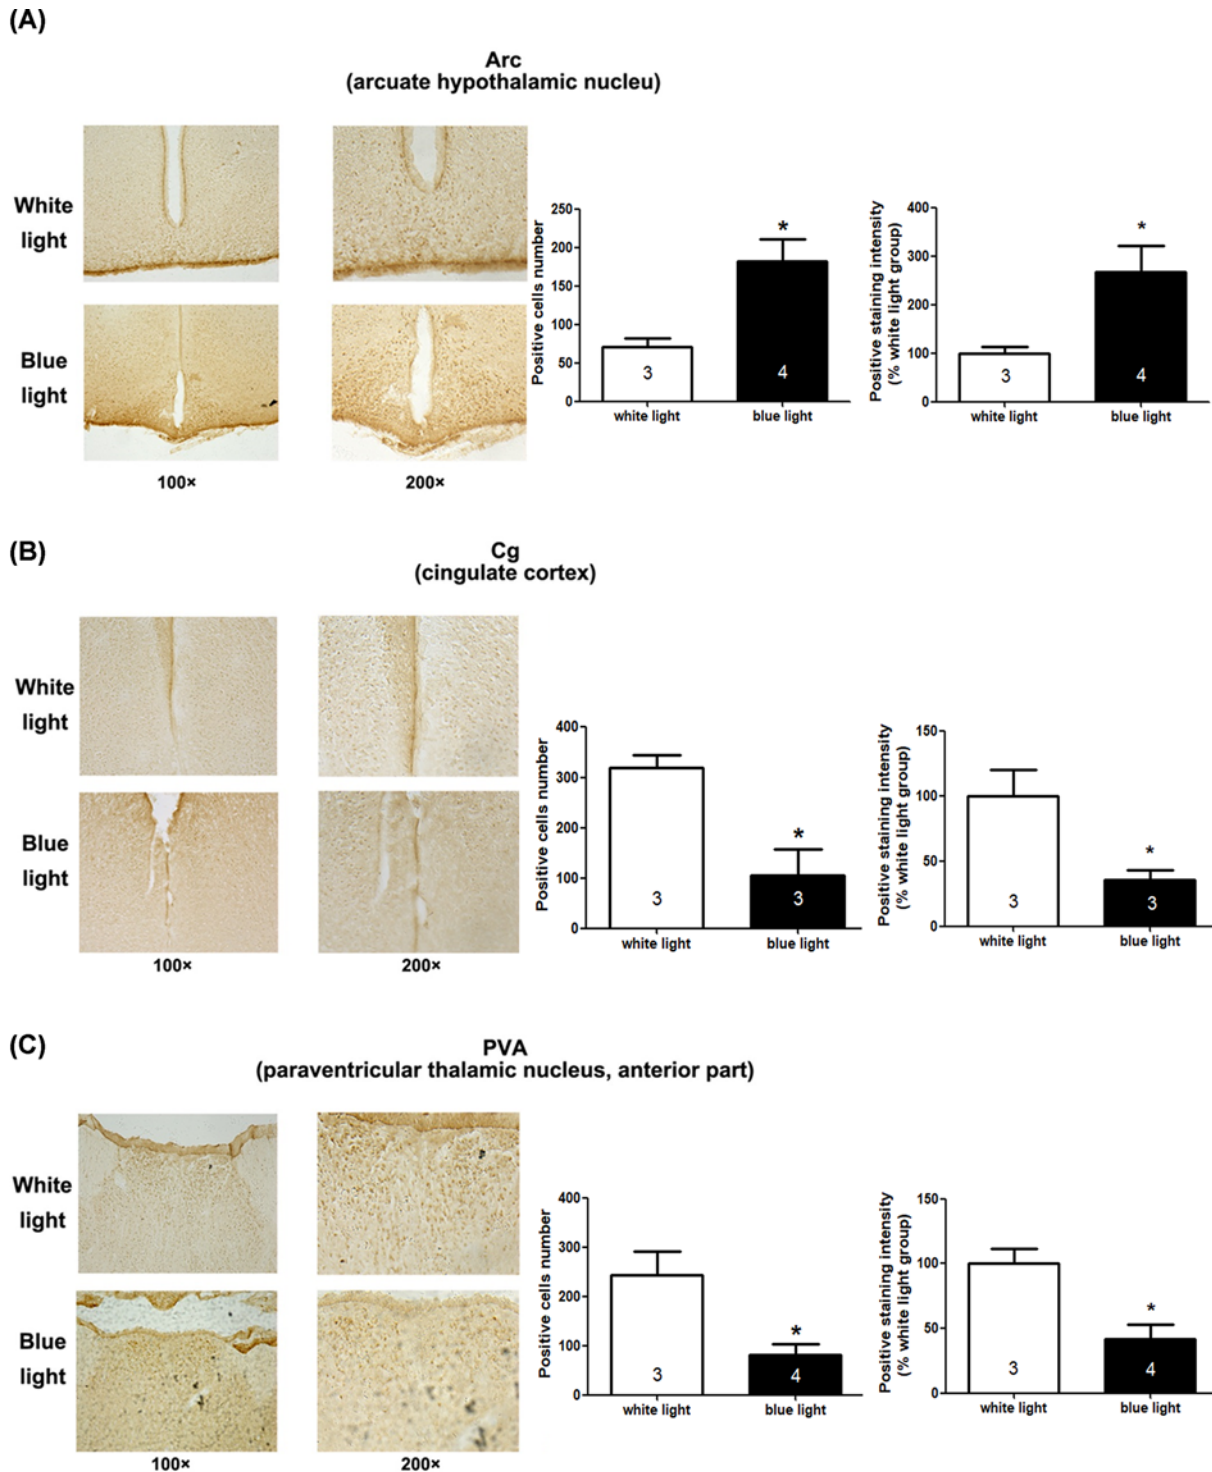 (A)
Arc
(arcuate hypothalamic nucleu)
White
light
Blue
light
100×
200×
Positive cells number
250
200
150
100
50
0
*
3
4
white light
blue light
Positive staining intensity
(% white light group)
400
300
200
100
0
*
3
4
white light
blue light
(B)
Cg
(cingulate cortex)
White
light
Blue
light
100×
200×
Positive cells number
400
300
200
100
0
*
3
3
white light
blue light
Positive staining intensity
(% white light group)
150
100
50
0
*
3
3
white light
blue light
(C)
PVA
(paraventricular thalamic nucleus, anterior part)
White
light
Blue
light
100×
200×
Positive cells number
400
300
200
100
0
*
3
4
white light
blue light
Positive staining intensity
(% white light group)
150
100
50
0
*
3
4
white light
blue light